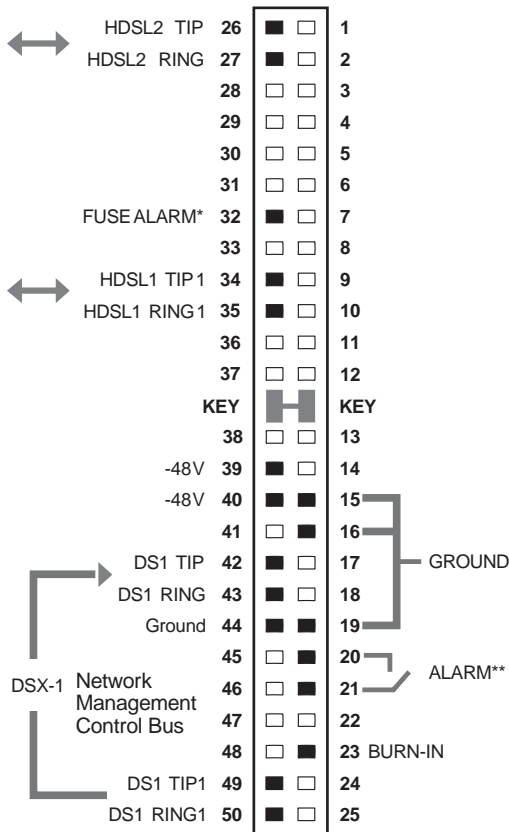 HDSL2 TIP 26 1
HDSL2 RING 27 2
28 3
29 4
30 5
31 6
FUSE ALARM* 32 7
33 8
HDSL1 TIP1 34 9
HDSL1 RING1 35 10
36 11
37 12
KEY KEY
38 13
-48V 39 14
-48V 40 15
41 16
DS1 TIP 42 17 GROUND
DS1 RING 43 18
Ground 44 19
45 20
ALARM**
DSX-1 Network 46 21
Management
Control Bus 47 22
48 23 BURN-IN
DS1 TIP1 49 24
DS1 RING1 50 25